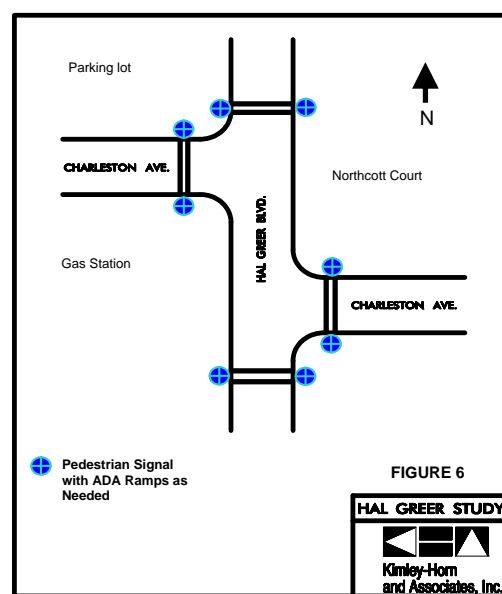 Parking lot
N
CHARLESTON AVE.
Northcott Court
HAL GREER BLVD.
Gas Station
CHARLESTON AVE.
Pedestrian Signal
with ADA Ramps as
Needed
FIGURE 6
HAL GREER STUDY
Kimley-Horn
and Associates, Inc.